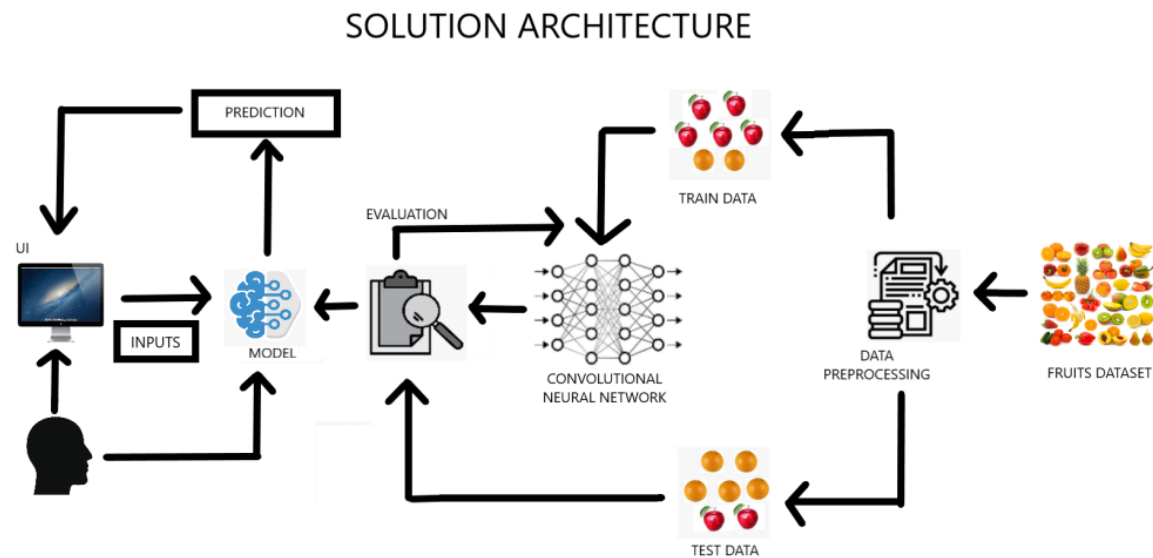 SOLUTION ARCHITECTURE
PREDICTION
TRAIN DATA
EVALUATION
UI
INPUTS
MODEL
CONVOLUTIONAL
NEURAL NETWORK
DATA
PREPROCESSING
FRUITS DATASET
TEST DATA